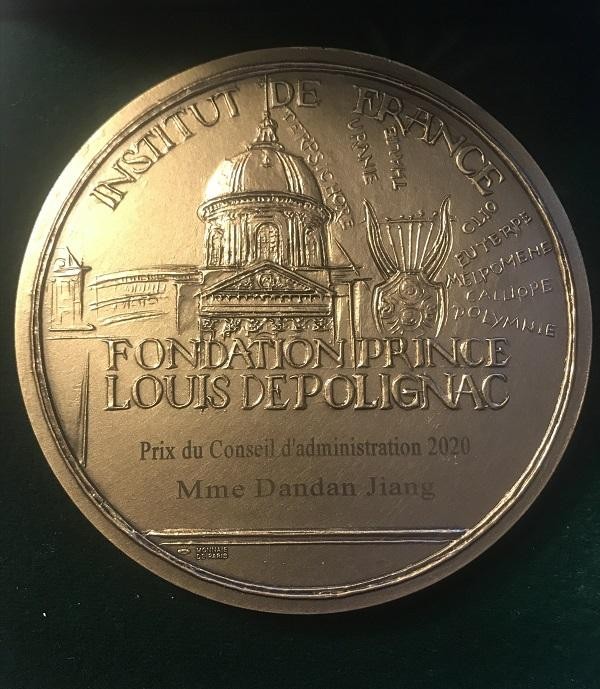 INSTITUT DE FRANCE
TERPSICHORE
URANIE
THALIE
CLIO
EUTERPE
MELPOMENE
CALLIOPE
POLYMNIE
FONDATION PRINCE
LOUIS DE POLIGNAC
Prix du Conseil d'administration 2020
Mme Dandan Jiang
MONNAIE
DE PARIS